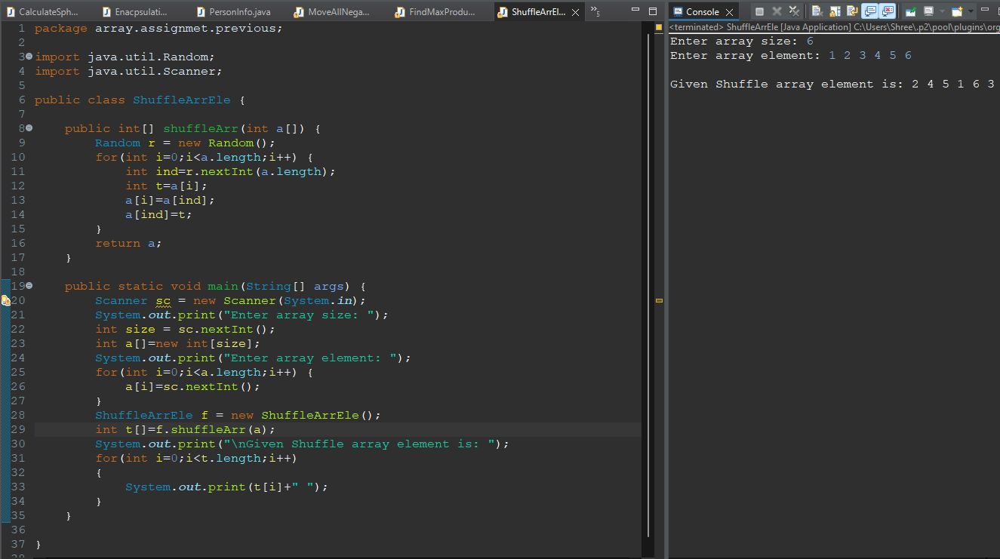 CalculateSph... Enacpsulati... PersonInfo.java MoveAllNega... FindMaxProdu... ShuffleArrEl... »5
1 package array.assignmet.previous;
2
3 import java.util.Random;
4 import java.util.Scanner;
5
6 public class ShuffleArrEle {
7
8 public int[] shuffleArr(int a[]) {
9 Random r = new Random();
10 for(int i=0;i<a.length;i++) {
11 int ind=r.nextInt(a.length);
12 int t=a[i];
13 a[i]=a[ind];
14 a[ind]=t;
15 }
16 return a;
17 }
18
19 public static void main(String[] args) {
20 Scanner sc = new Scanner(System.in);
21 System.out.print("Enter array size: ");
22 int size = sc.nextInt();
23 int a[]=new int[size];
24 System.out.print("Enter array element: ");
25 for(int i=0;i<a.length;i++) {
26 a[i]=sc.nextInt();
27 }
28 ShuffleArrEle f = new ShuffleArrEle();
29 int t[]=f.shuffleArr(a);
30 System.out.print("\nGiven Shuffle array element is: ");
31 for(int i=0;i<t.length;i++)
32 {
33 System.out.print(t[i]+" ");
34 }
35 }
36
37 }
Console
<terminated> ShuffleArrEle [Java Application] C:\Users\Shree\.p2\pool\plugins\org
Enter array size: 6
Enter array element: 1 2 3 4 5 6
Given Shuffle array element is: 2 4 5 1 6 3